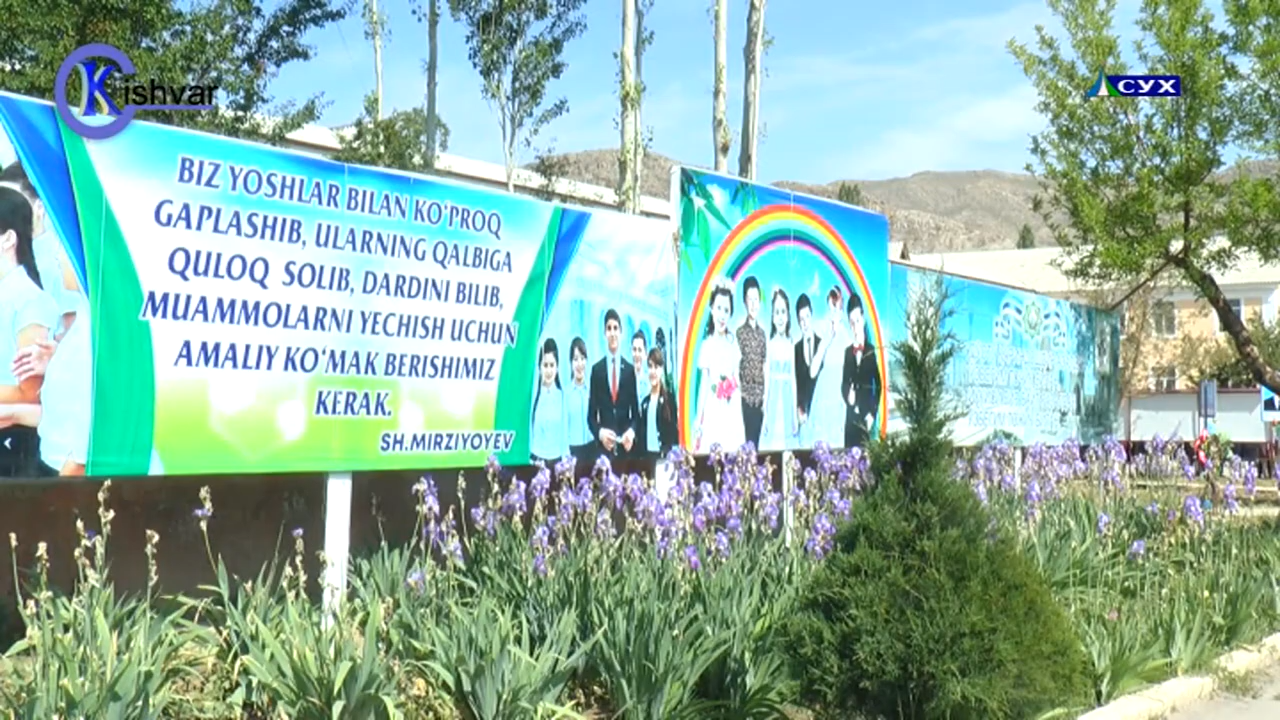 Kishvar
СУХ
BIZ YOSHLAR BILAN KO‘PROQ
GAPLASHIB, ULARNING QALBIGA
QULOQ SOLIB, DARDINI BILIB,
MUAMMOLARNI YECHISH UCHUN
AMALIY KO‘MAK BERISHIMIZ
KERAK.
SH.MIRZIYOYEV